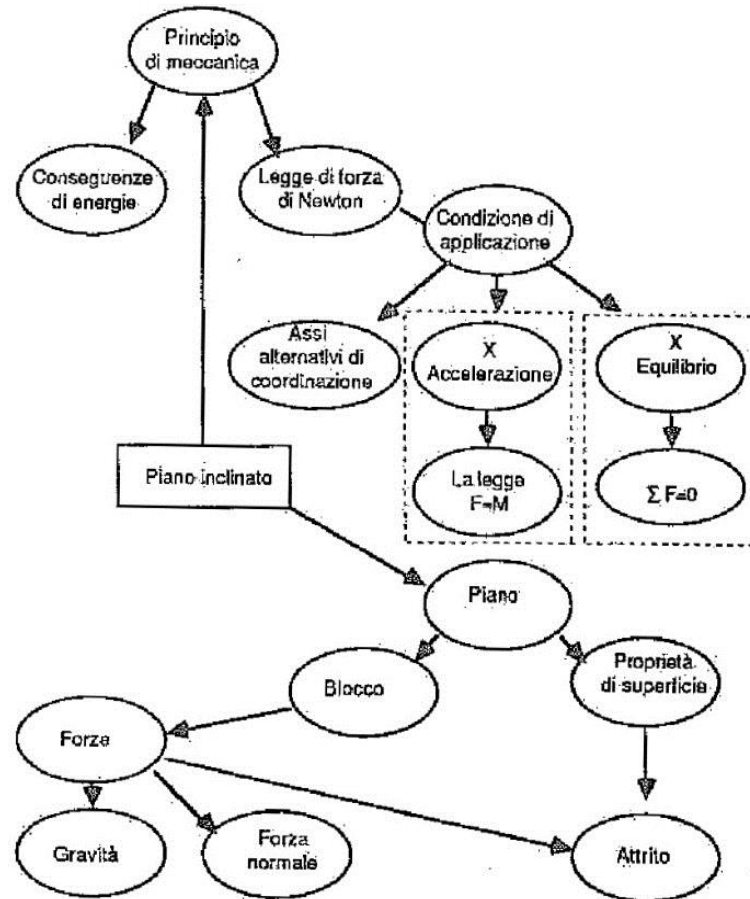 Principio
di meccanica
Conseguenze
di energie
Legge di forza
di Newton
Condizione di
applicazione
Assi
alternativi di
coordinazione
X
Accelerazione
X
Equilibrio
Piano inclinato
La legge
F=M
Σ F=0
Piano
Blocco
Proprietà
di superficie
Forze
Gravità
Forza
normale
Attrito